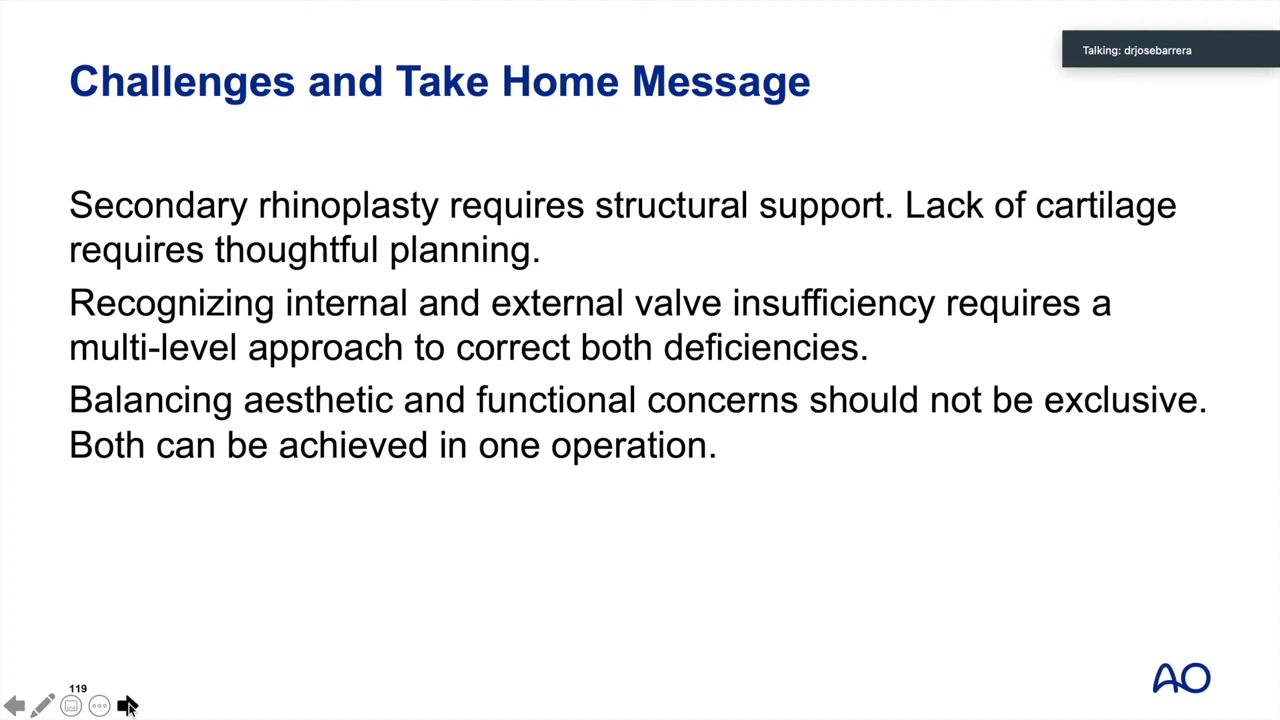 Talking: drjosebarrera
Challenges and Take Home Message
Secondary rhinoplasty requires structural support. Lack of cartilage
requires thoughtful planning.
Recognizing internal and external valve insufficiency requires a
multi-level approach to correct both deficiencies.
Balancing aesthetic and functional concerns should not be exclusive.
Both can be achieved in one operation.
119
AO